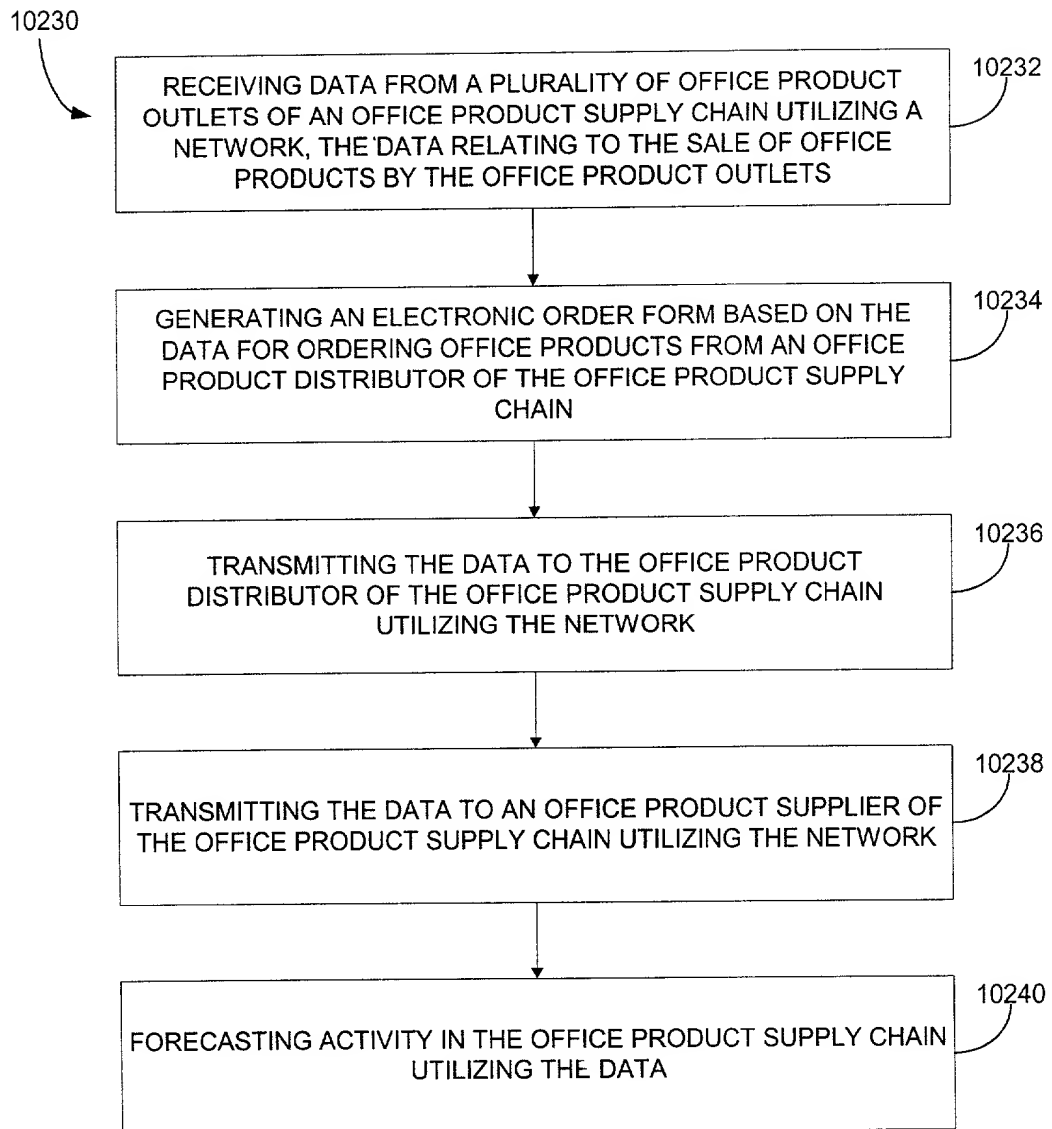 10230
RECEIVING DATA FROM A PLURALITY OF OFFICE PRODUCT
OUTLETS OF AN OFFICE PRODUCT SUPPLY CHAIN UTILIZING A
NETWORK, THE DATA RELATING TO THE SALE OF OFFICE
PRODUCTS BY THE OFFICE PRODUCT OUTLETS
10232
GENERATING AN ELECTRONIC ORDER FORM BASED ON THE
DATA FOR ORDERING OFFICE PRODUCTS FROM AN OFFICE
PRODUCT DISTRIBUTOR OF THE OFFICE PRODUCT SUPPLY
CHAIN
10234
TRANSMITTING THE DATA TO THE OFFICE PRODUCT
DISTRIBUTOR OF THE OFFICE PRODUCT SUPPLY CHAIN
UTILIZING THE NETWORK
10236
TRANSMITTING THE DATA TO AN OFFICE PRODUCT SUPPLIER OF
THE OFFICE PRODUCT SUPPLY CHAIN UTILIZING THE NETWORK
10238
FORECASTING ACTIVITY IN THE OFFICE PRODUCT SUPPLY CHAIN
UTILIZING THE DATA
10240